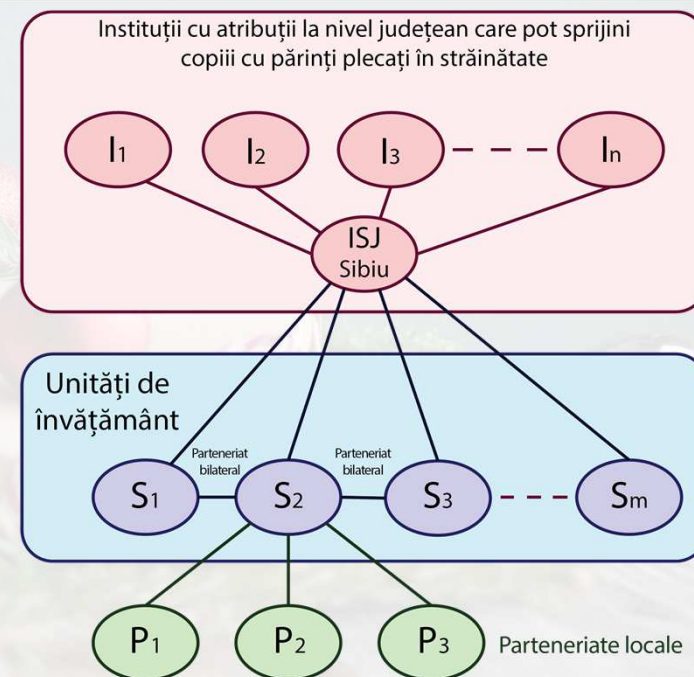 Instituții cu atribuții la nivel județean care pot sprijini
copiii cu părinți plecați în străinătate
I1 I2 I3 In
ISJ
Sibiu
Unități de
învățământ
Parteneriat
bilateral
Parteneriat
bilateral
S1 S2 S3 Sm
P1 P2 P3 Parteneriate locale